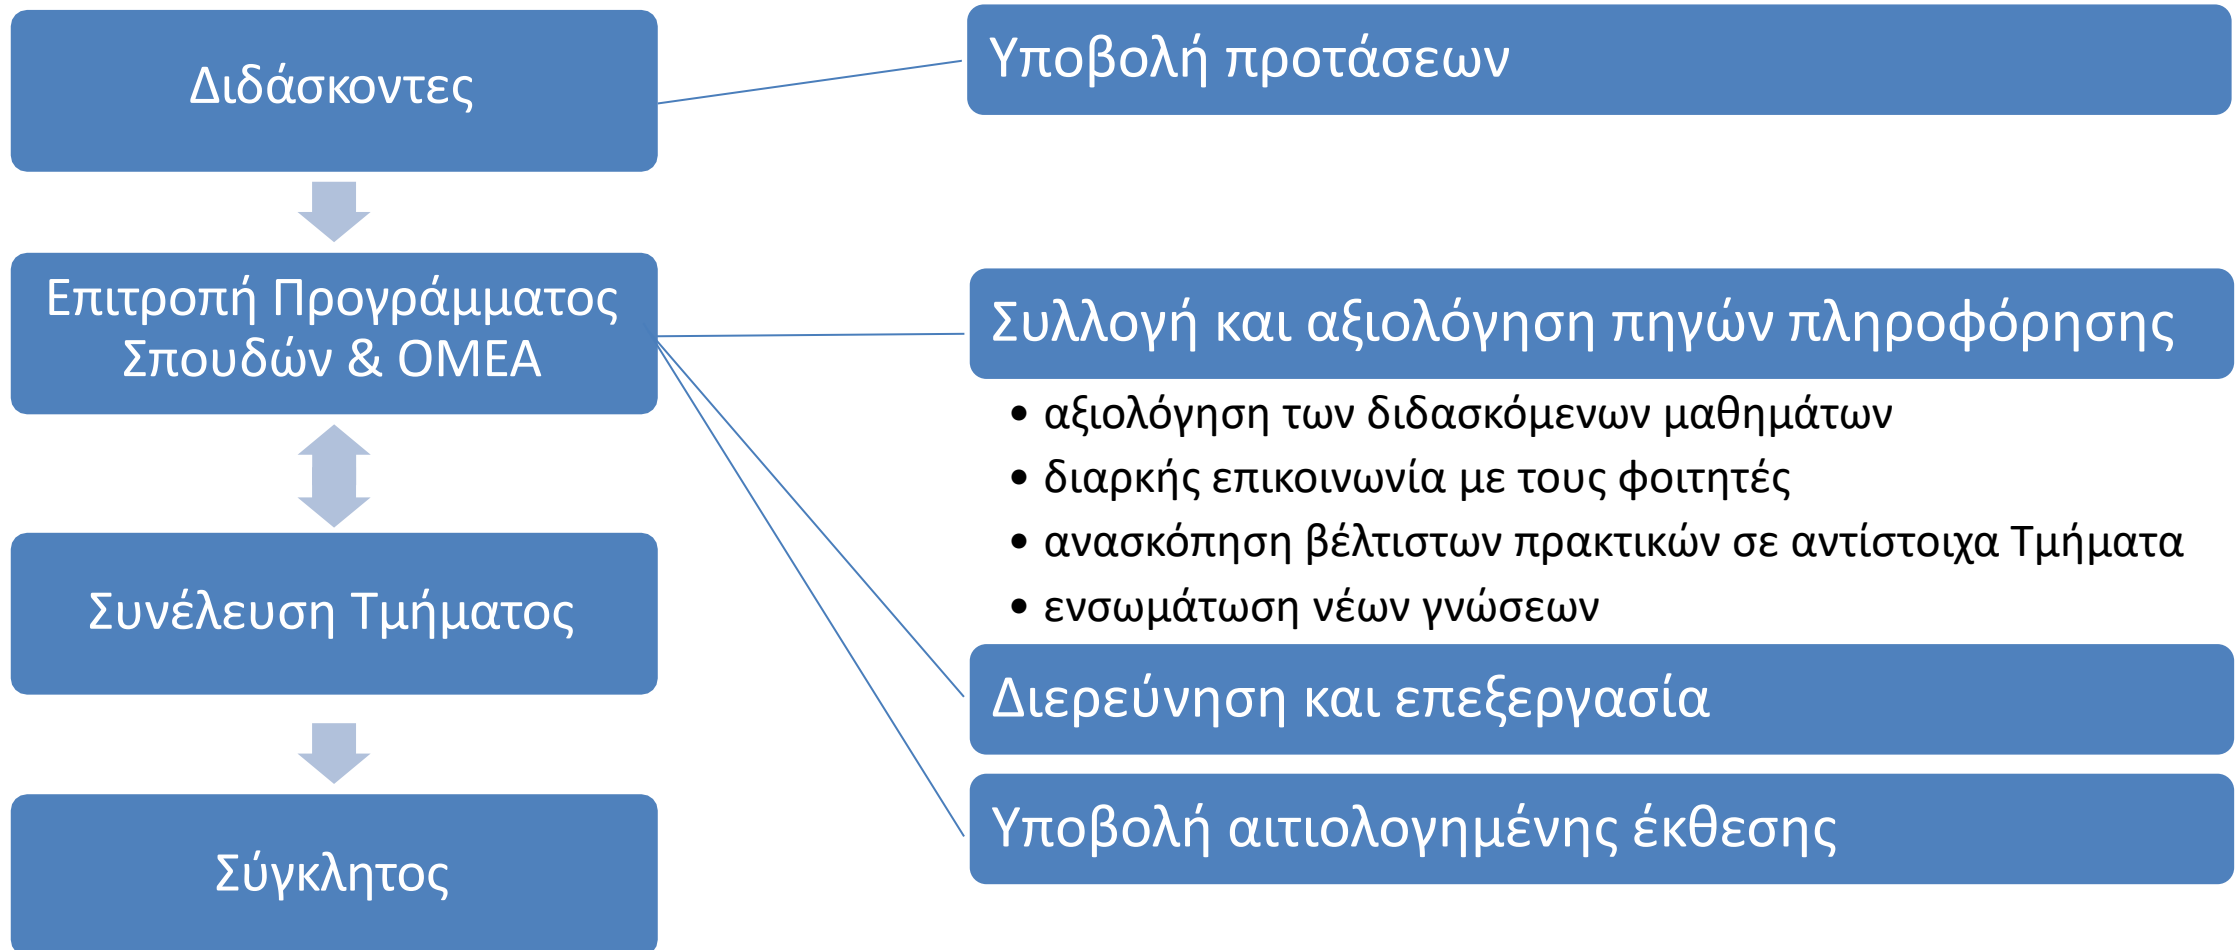 Διδάσκοντες
Υποβολή προτάσεων
Επιτροπή Προγράμματος
Σπουδών & ΟΜΕΑ
Συλλογή και αξιολόγηση πηγών πληροφόρησης
• αξιολόγηση των διδασκόμενων μαθημάτων
• διαρκής επικοινωνία με τους φοιτητές
• ανασκόπηση βέλτιστων πρακτικών σε αντίστοιχα Τμήματα
• ενσωμάτωση νέων γνώσεων
Συνέλευση Τμήματος
Διερεύνηση και επεξεργασία
Υποβολή αιτιολογημένης έκθεσης
Σύγκλητος